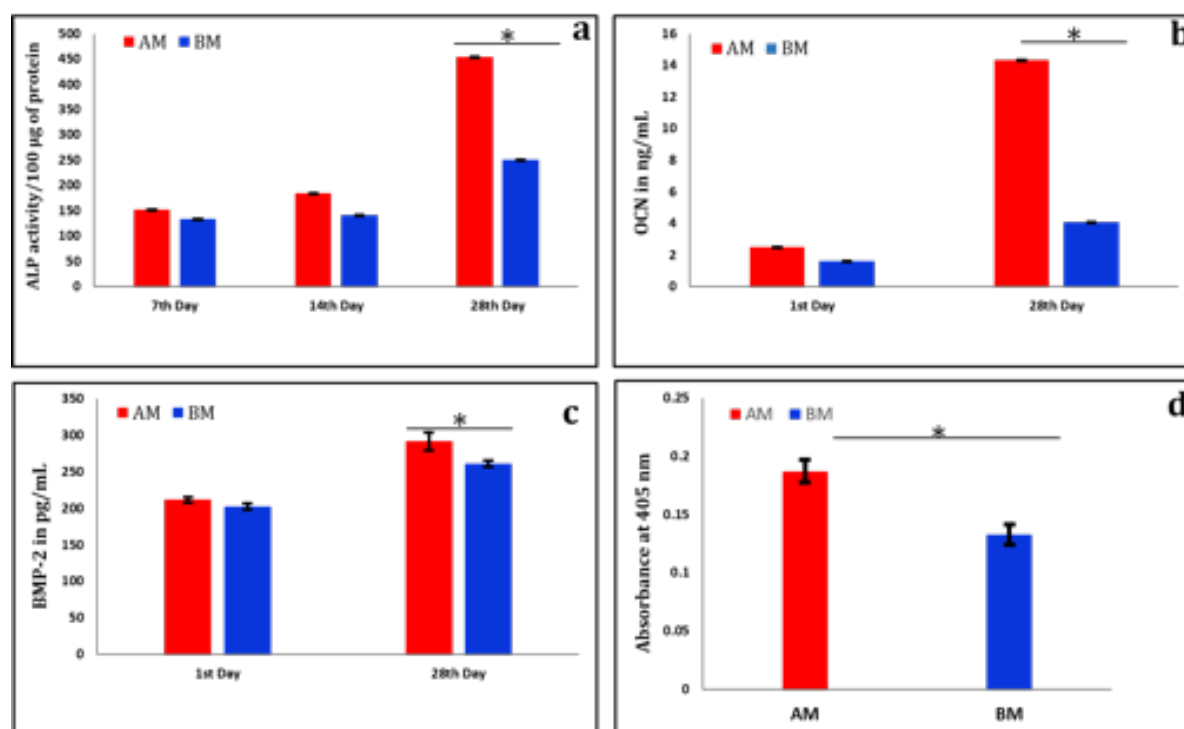 a
AM BM
*
ALP activity/100 µg of protein
500
450
400
350
300
250
200
150
100
50
0
7th Day 14th Day 28th Day
b
AM BM
*
OCN in ng/mL
16
14
12
10
8
6
4
2
0
1st Day 28th Day
c
AM BM
*
BMP-2 in pg/mL
350
300
250
200
150
100
50
0
1st Day 28th Day
d
AM BM
*
Absorbance at 405 nm
0.25
0.2
0.15
0.1
0.05
0
AM BM